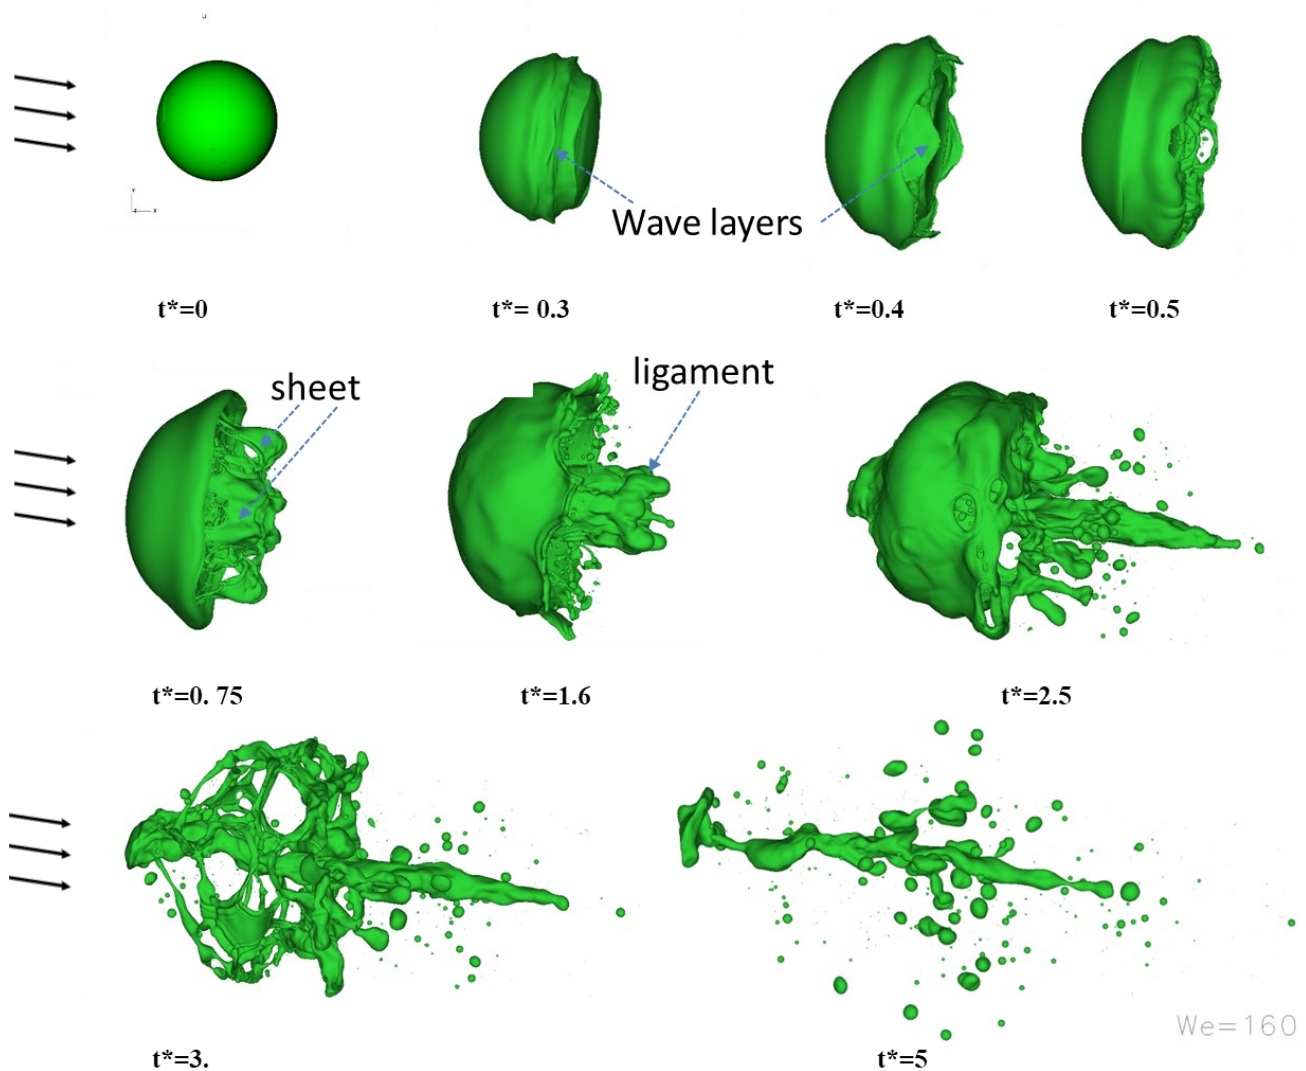 Wave layers
t*=0
t*= 0.3
t*=0.4
t*=0.5
sheet
ligament
t*=0. 75
t*=1.6
t*=2.5
We=160
t*=3.
t*=5